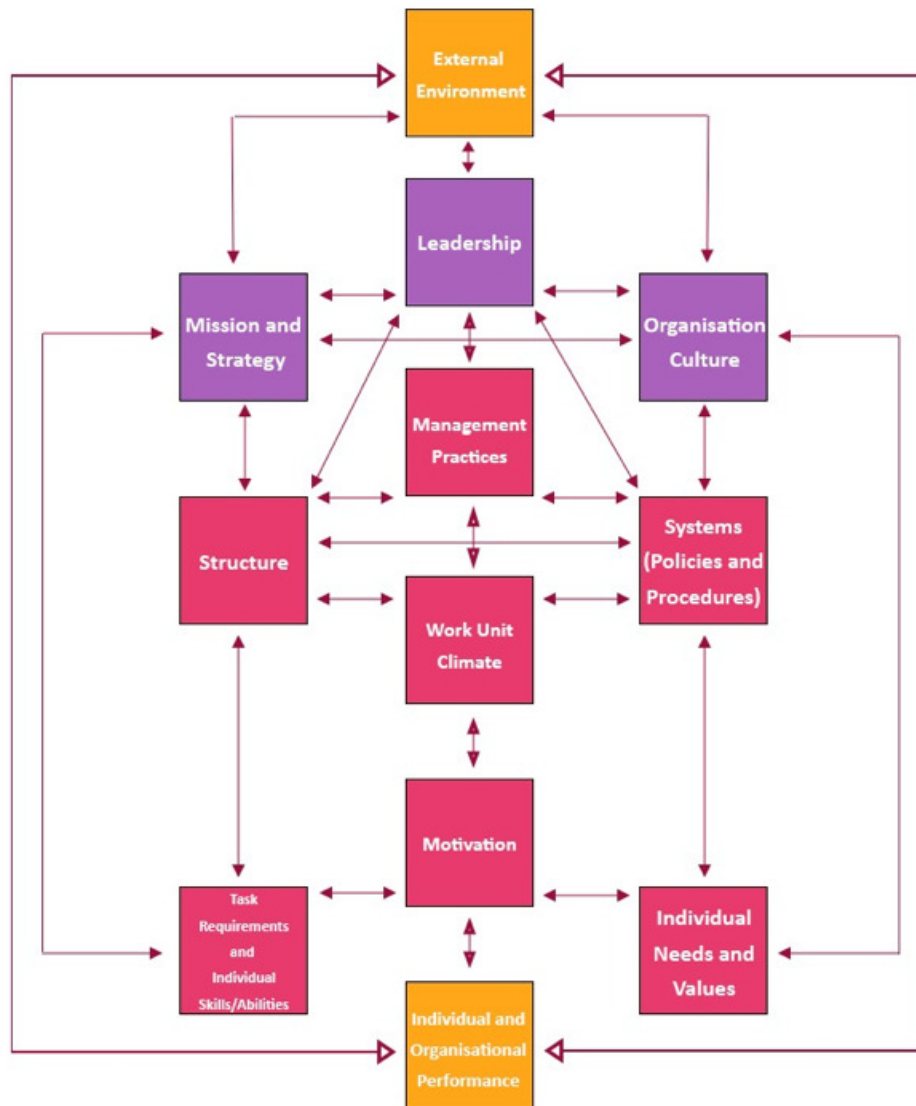 External
Environment
Leadership
Mission and
Strategy
Organisation
Culture
Management
Practices
Structure
Systems
(Policies and
Procedures)
Work Unit
Climate
Motivation
Task
Requirements
and
Individual
Skills/Abilities
Individual
Needs and
Values
Individual and
Organisational
Performance